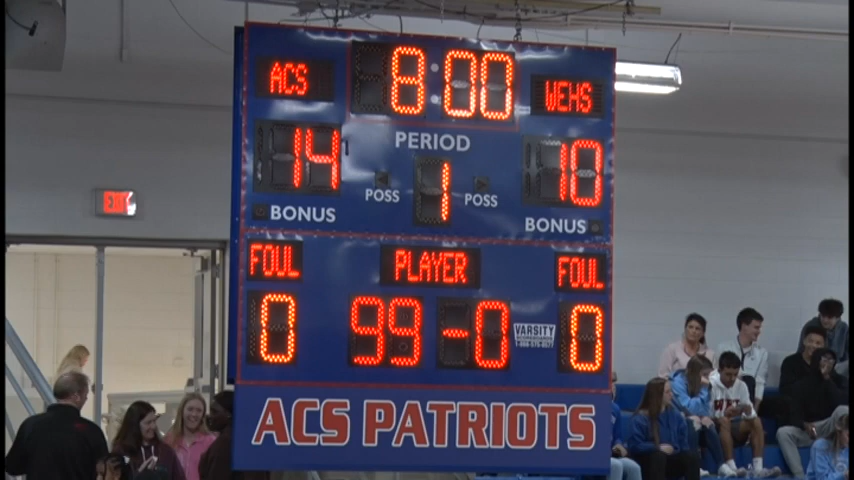 ACS 8:00 WEHS
PERIOD
14 1 10
POSS POSS
BONUS BONUS
FOUL PLAYER FOUL
0 99-0 0
VARSITY
ACS PATRIOTS
EXIT